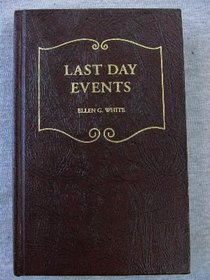 LAST DAY
EVENTS
ELLEN G. WHITE